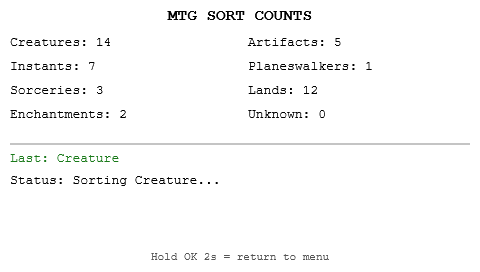 MTG SORT COUNTS
Creatures: 14 Artifacts: 5
Instants: 7 Planeswalkers: 1
Sorceries: 3 Lands: 12
Enchantments: 2 Unknown: 0
Last: Creature
Status: Sorting Creature...
Hold OK 2s = return to menu